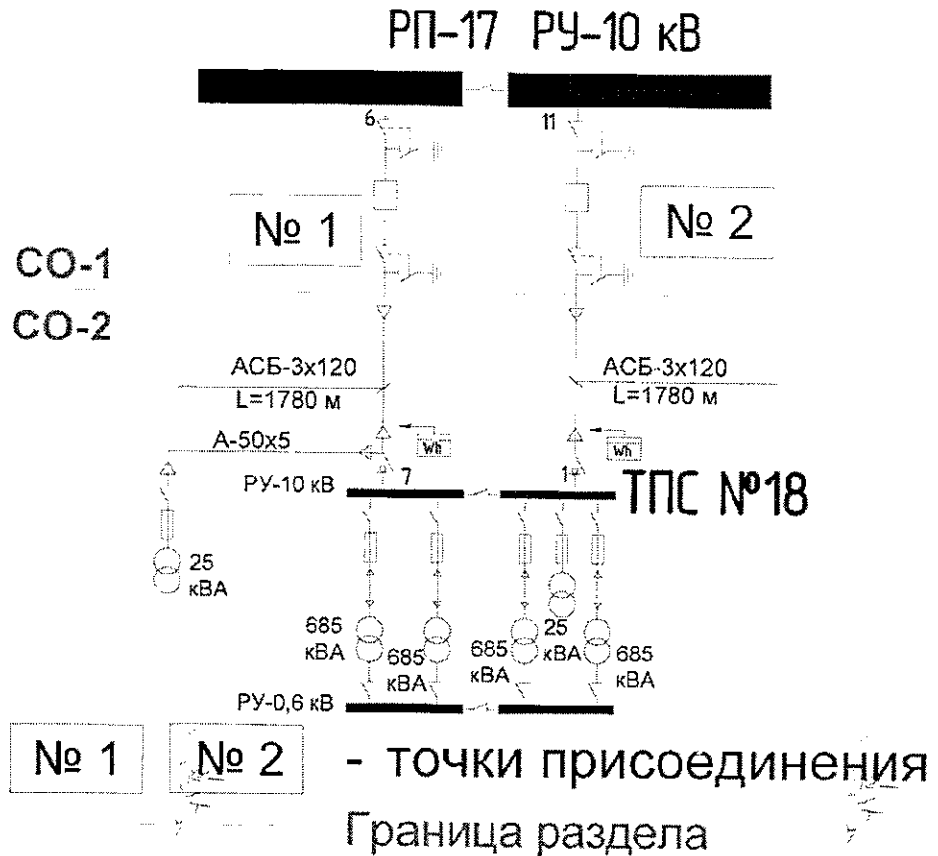 РП-17 РУ-10 кВ
6
11
№ 1
№ 2
СО-1
СО-2
АСБ-3х120
L=1780 м
АСБ-3х120
L=1780 м
А-50х5
Wh
Wh
РУ-10 кВ
7
1
ТПС №18
25
кВА
685
кВА
685
кВА
685
кВА
25
кВА
685
кВА
РУ-0,6 кВ
№ 1
№ 2
- точки присоединения
Граница раздела